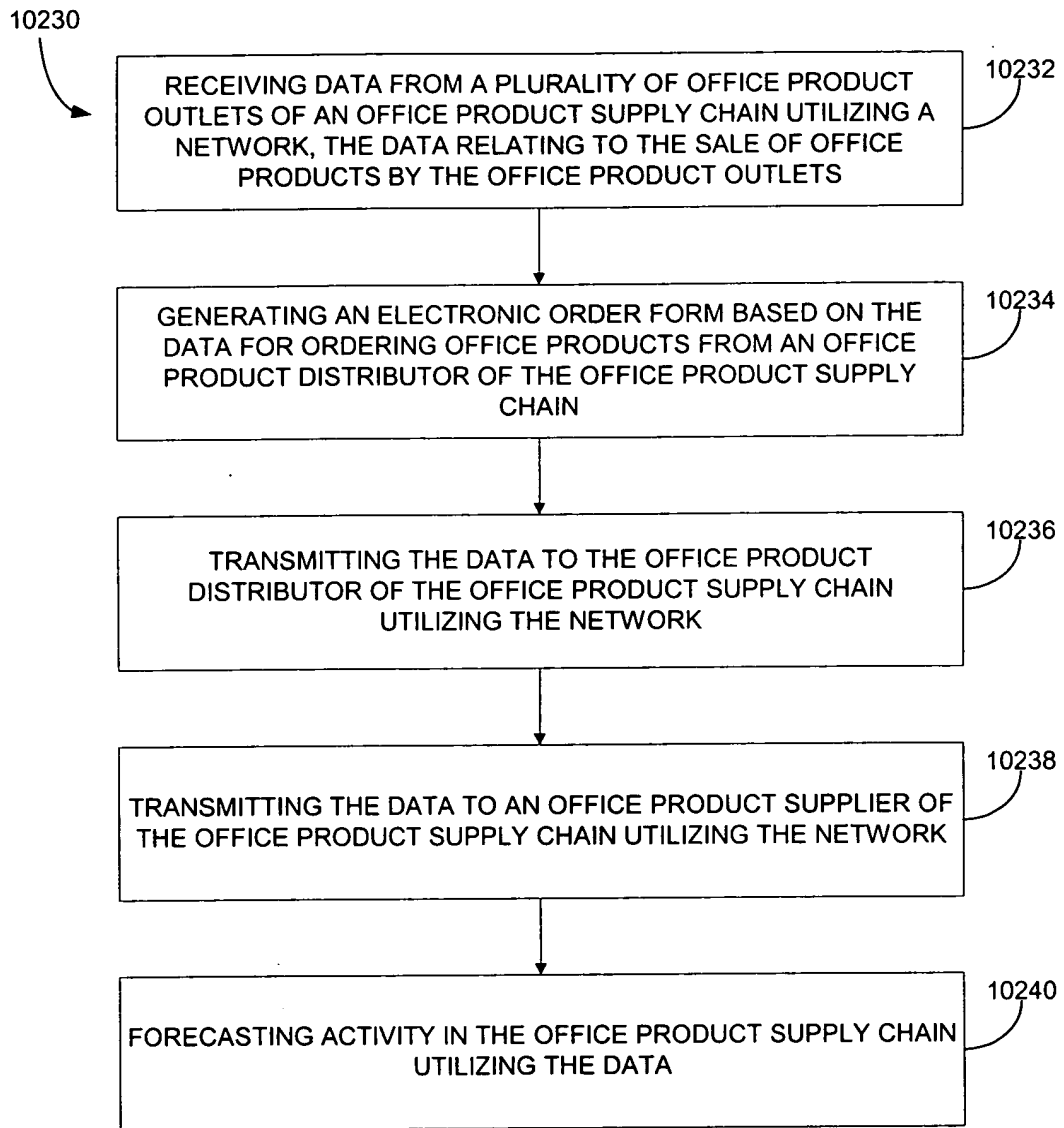 10230
RECEIVING DATA FROM A PLURALITY OF OFFICE PRODUCT
OUTLETS OF AN OFFICE PRODUCT SUPPLY CHAIN UTILIZING A
NETWORK, THE DATA RELATING TO THE SALE OF OFFICE
PRODUCTS BY THE OFFICE PRODUCT OUTLETS
10232
GENERATING AN ELECTRONIC ORDER FORM BASED ON THE
DATA FOR ORDERING OFFICE PRODUCTS FROM AN OFFICE
PRODUCT DISTRIBUTOR OF THE OFFICE PRODUCT SUPPLY
CHAIN
10234
TRANSMITTING THE DATA TO THE OFFICE PRODUCT
DISTRIBUTOR OF THE OFFICE PRODUCT SUPPLY CHAIN
UTILIZING THE NETWORK
10236
TRANSMITTING THE DATA TO AN OFFICE PRODUCT SUPPLIER OF
THE OFFICE PRODUCT SUPPLY CHAIN UTILIZING THE NETWORK
10238
FORECASTING ACTIVITY IN THE OFFICE PRODUCT SUPPLY CHAIN
UTILIZING THE DATA
10240